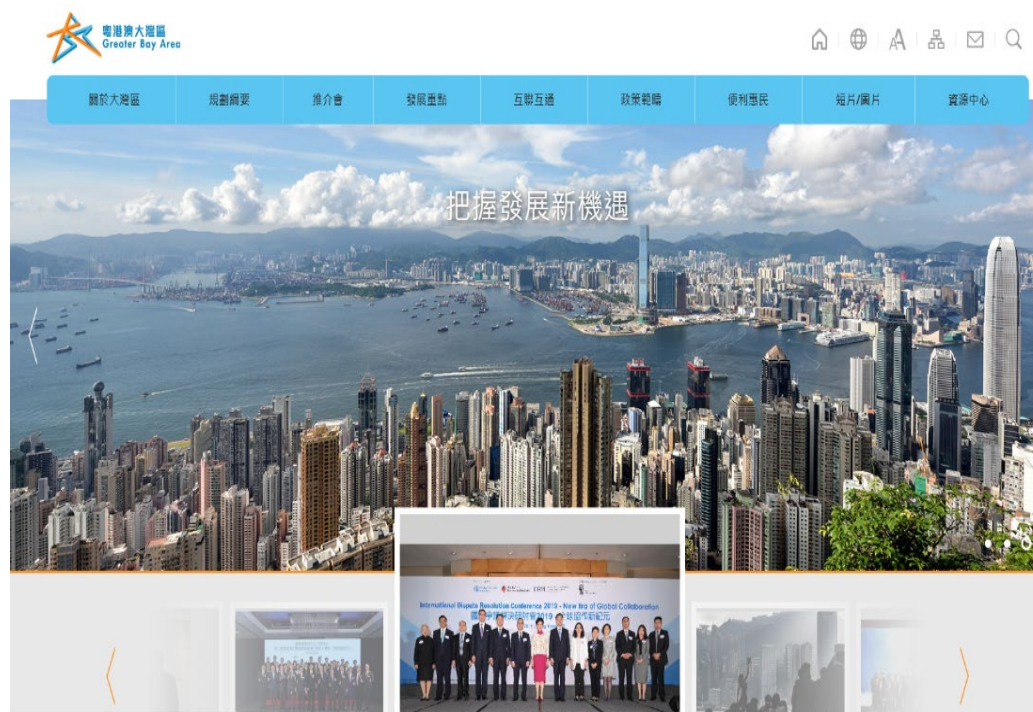 粵港澳大灣區
Greater Bay Area
關於大灣區
規劃綱要
推介會
發展重點
互聯互通
政策範疇
便利惠民
短片/圖片
資源中心
把握發展新機遇
International Dispute Resolution Conference 2019 - New Era of Global Collaboration